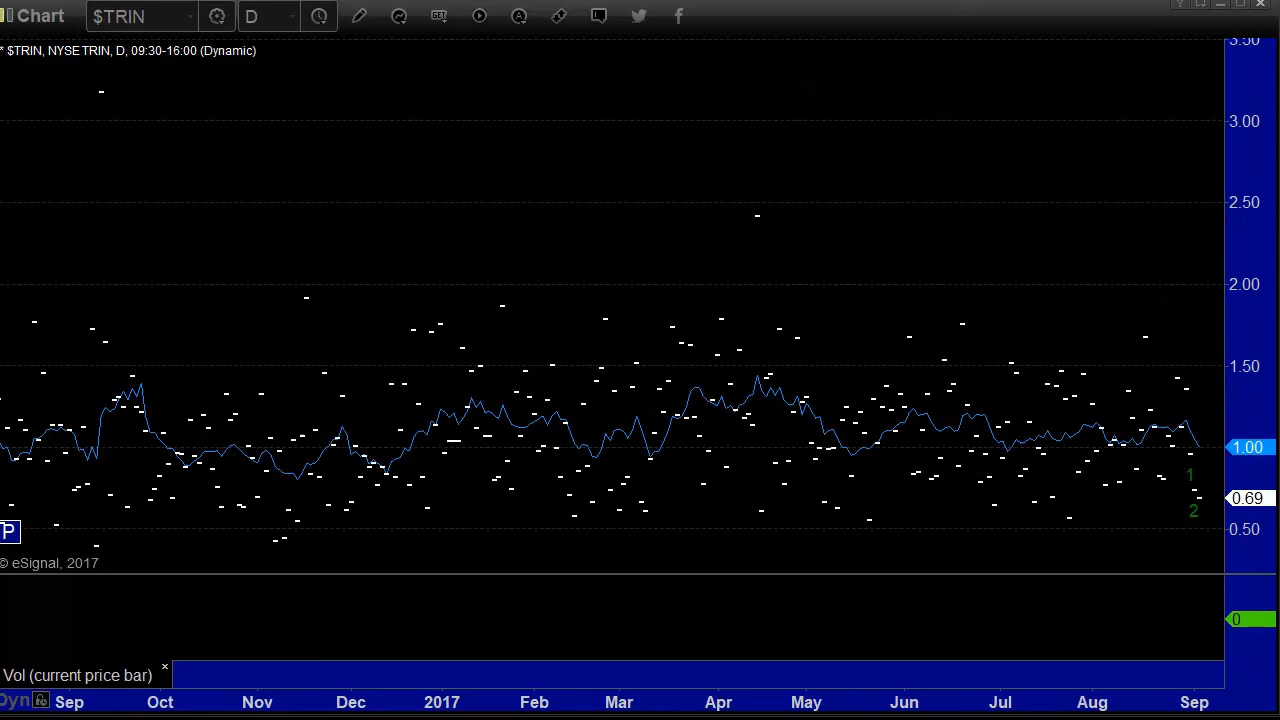 Chart $TRIN D
* $TRIN, NYSE TRIN, D, 09:30-16:00 (Dynamic)
3.50
3.00
2.50
2.00
1.50
1.00
1
0.69
2
0.50
P
© eSignal, 2017
0
Vol (current price bar) ×
Dyn Sep Oct Nov Dec 2017 Feb Mar Apr May Jun Jul Aug Sep